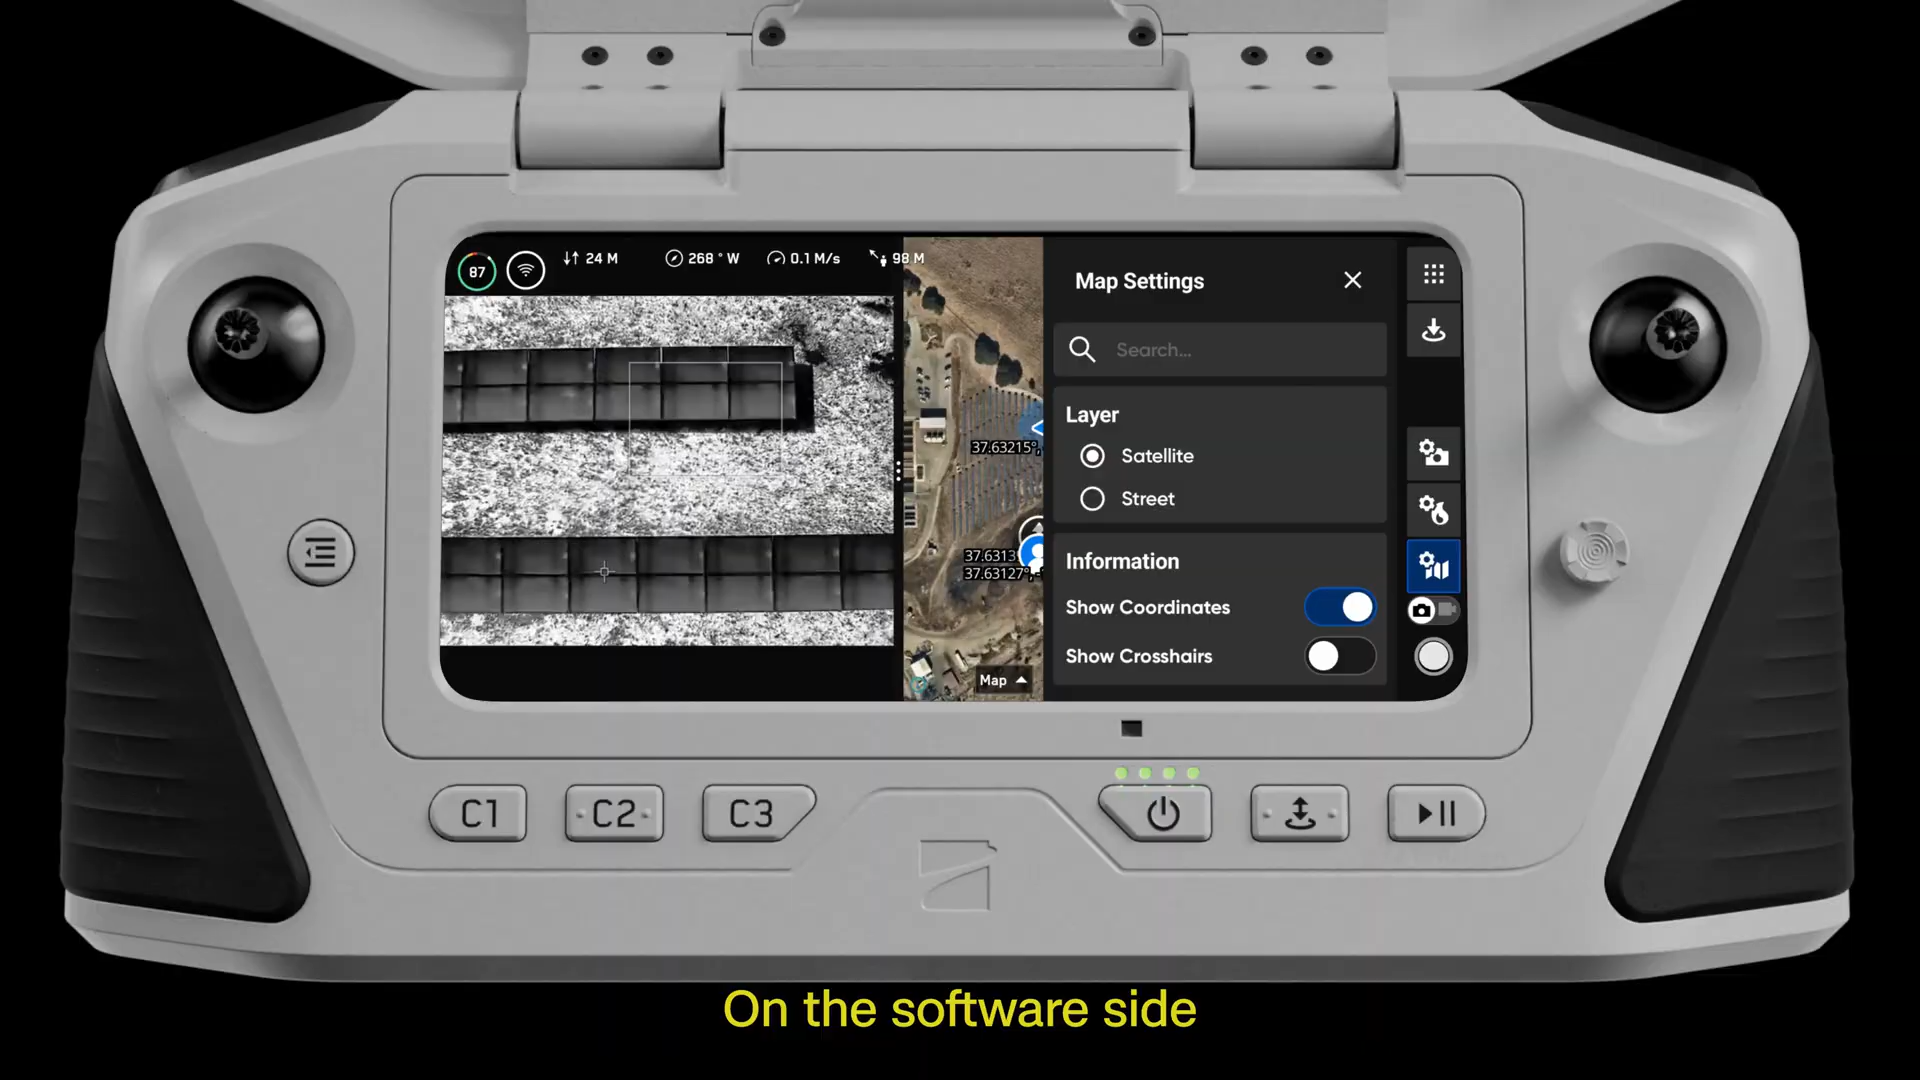 87
24 M
268 ° W
0.1 M/s
98 M
Map Settings
Search...
Layer
Satellite
Street
37.63215°,
Information
37.6313
37.63127°,
Show Coordinates
Show Crosshairs
Map
C1
C2
C3
On the software side